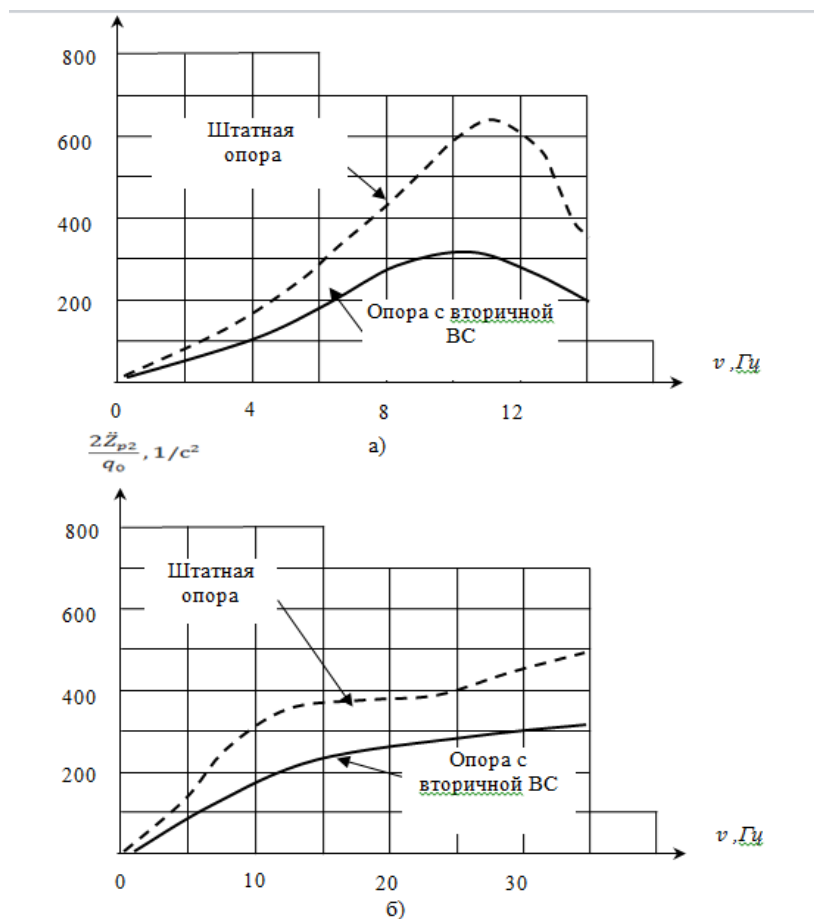 800
Штатная
опора
600
400
200
Опора с вторичной
ВС
ν ,Гц
0 4 8 12
2Z̈ₚ₂/q₀ , 1/c²
а)
800
Штатная
опора
600
400
200
Опора с
вторичной ВС
ν ,Гц
0 10 20 30
б)